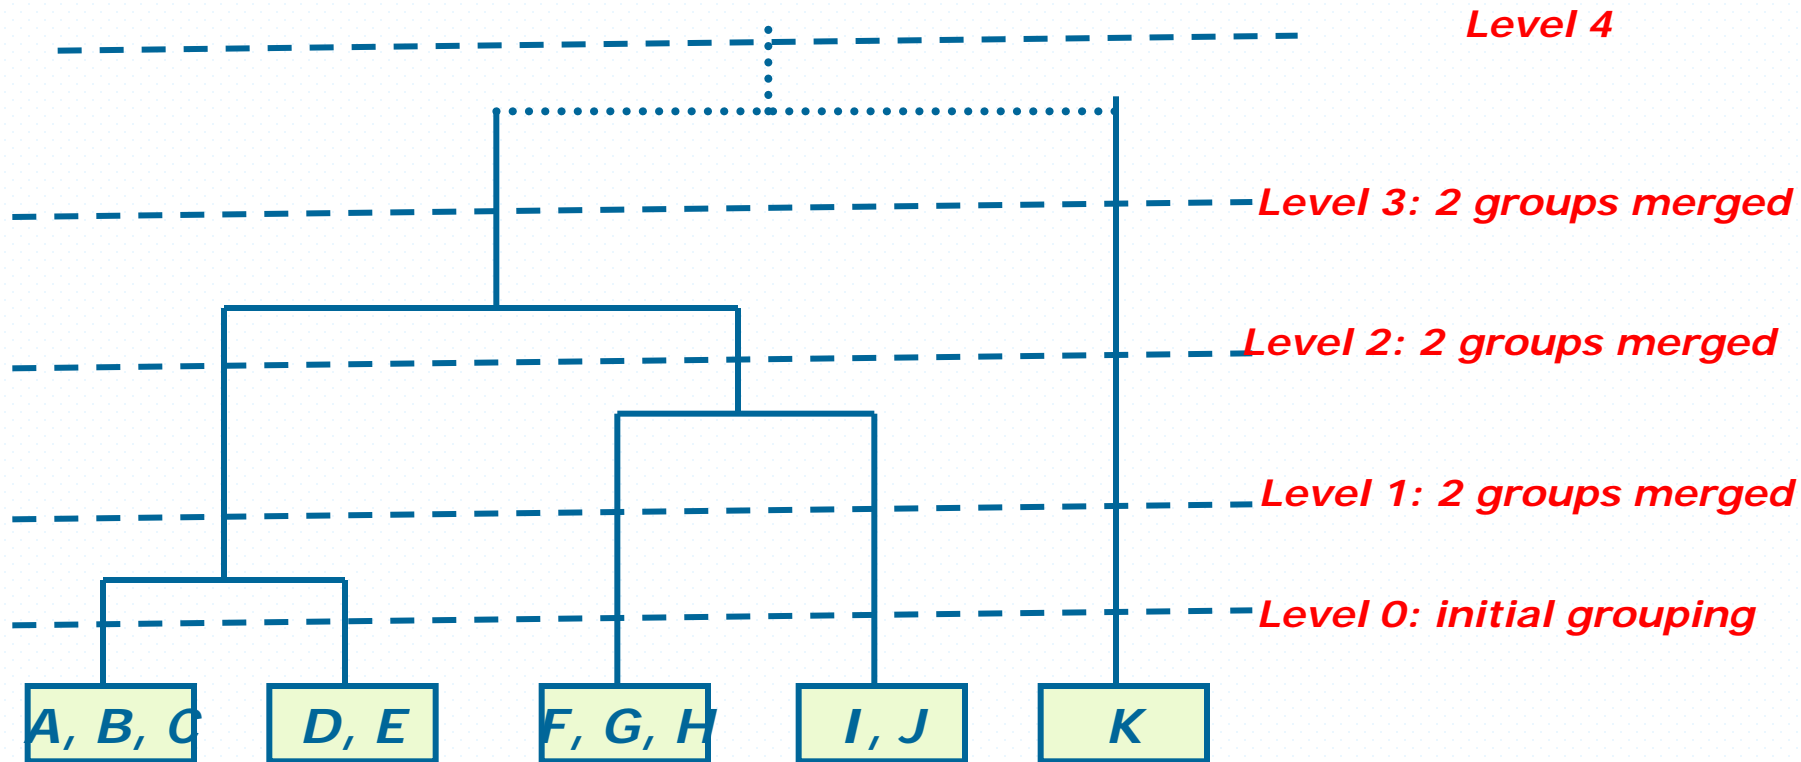 Level 4
Level 3: 2 groups merged
Level 2: 2 groups merged
Level 1: 2 groups merged
Level 0: initial grouping
A, B, C
D, E
F, G, H
I, J
K